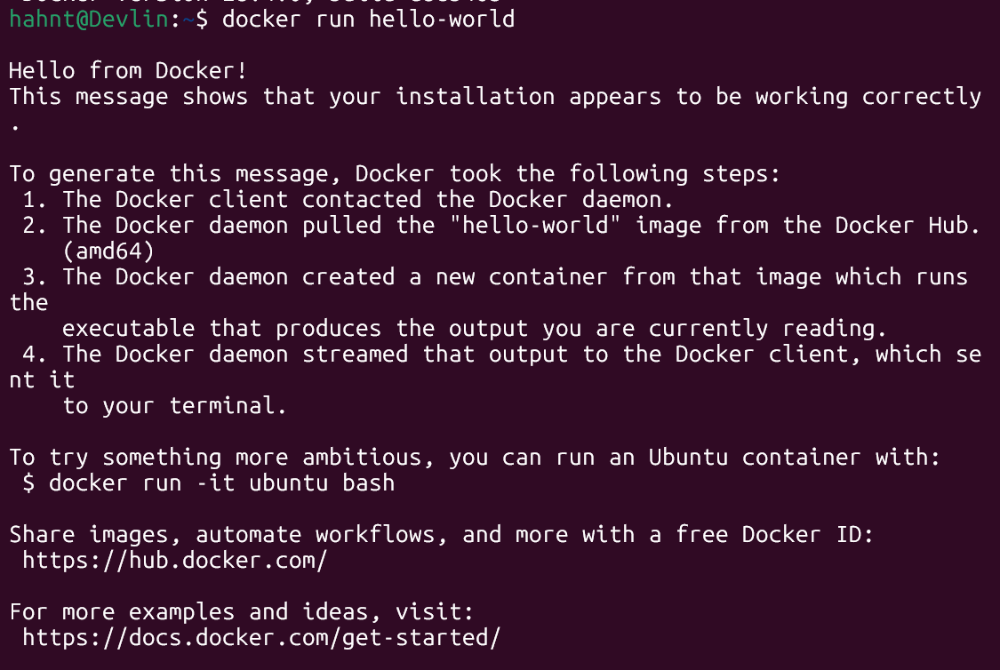 hahnt@Devlin:~$ docker run hello-world
Hello from Docker!
This message shows that your installation appears to be working correctly
.
To generate this message, Docker took the following steps:
1. The Docker client contacted the Docker daemon.
2. The Docker daemon pulled the "hello-world" image from the Docker Hub.
(amd64)
3. The Docker daemon created a new container from that image which runs
the
executable that produces the output you are currently reading.
4. The Docker daemon streamed that output to the Docker client, which se
nt it
to your terminal.
To try something more ambitious, you can run an Ubuntu container with:
$ docker run -it ubuntu bash
Share images, automate workflows, and more with a free Docker ID:
https://hub.docker.com/
For more examples and ideas, visit:
https://docs.docker.com/get-started/